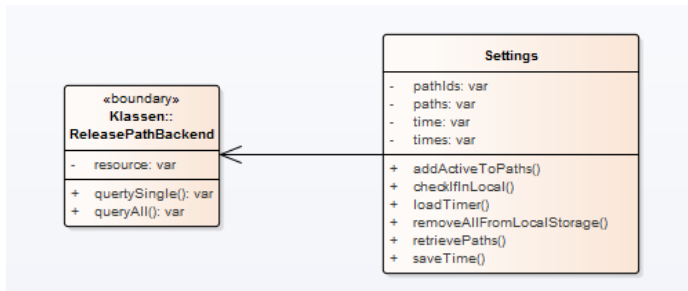 «boundary»
Klassen::
ReleasePathBackend
- resource: var
+ quertySingle(): var
+ queryAll(): var
Settings
- pathIds: var
- paths: var
- time: var
- times: var
+ addActiveToPaths()
+ checkIfInLocal()
+ loadTimer()
+ removeAllFromLocalStorage()
+ retrievePaths()
+ saveTime()